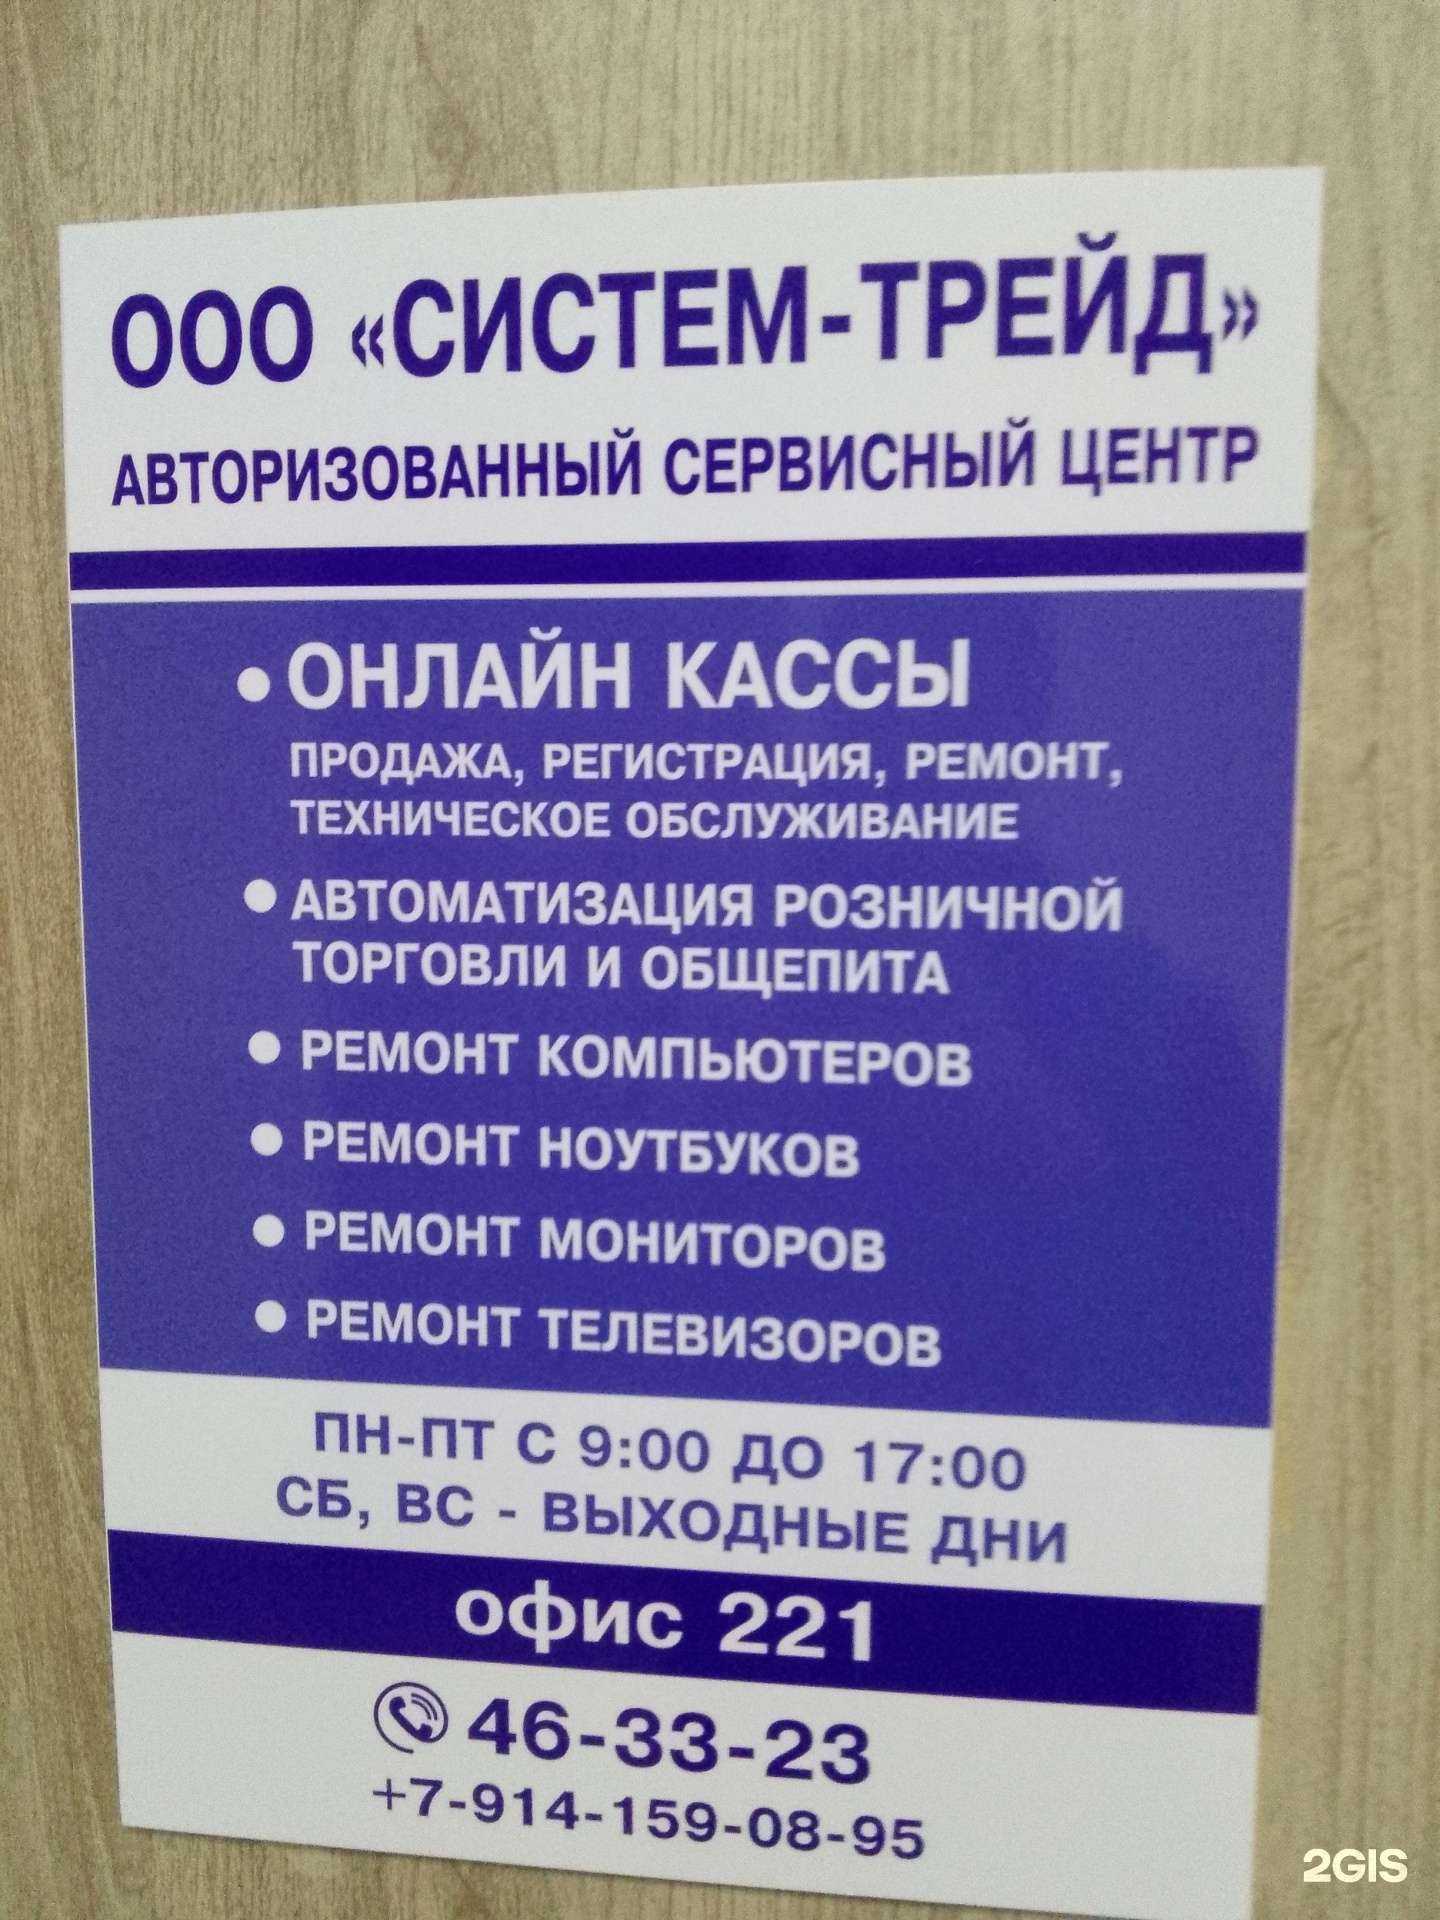 ООО «СИСТЕМ-ТРЕЙД»
АВТОРИЗОВАННЫЙ СЕРВИСНЫЙ ЦЕНТР
• ОНЛАЙН КАССЫ
ПРОДАЖА, РЕГИСТРАЦИЯ, РЕМОНТ,
ТЕХНИЧЕСКОЕ ОБСЛУЖИВАНИЕ
• АВТОМАТИЗАЦИЯ РОЗНИЧНОЙ
ТОРГОВЛИ И ОБЩЕПИТА
• РЕМОНТ КОМПЬЮТЕРОВ
• РЕМОНТ НОУТБУКОВ
• РЕМОНТ МОНИТОРОВ
• РЕМОНТ ТЕЛЕВИЗОРОВ
ПН-ПТ С 9:00 ДО 17:00
СБ, ВС - ВЫХОДНЫЕ ДНИ
офис 221
46-33-23
+7-914-159-08-95
2GIS